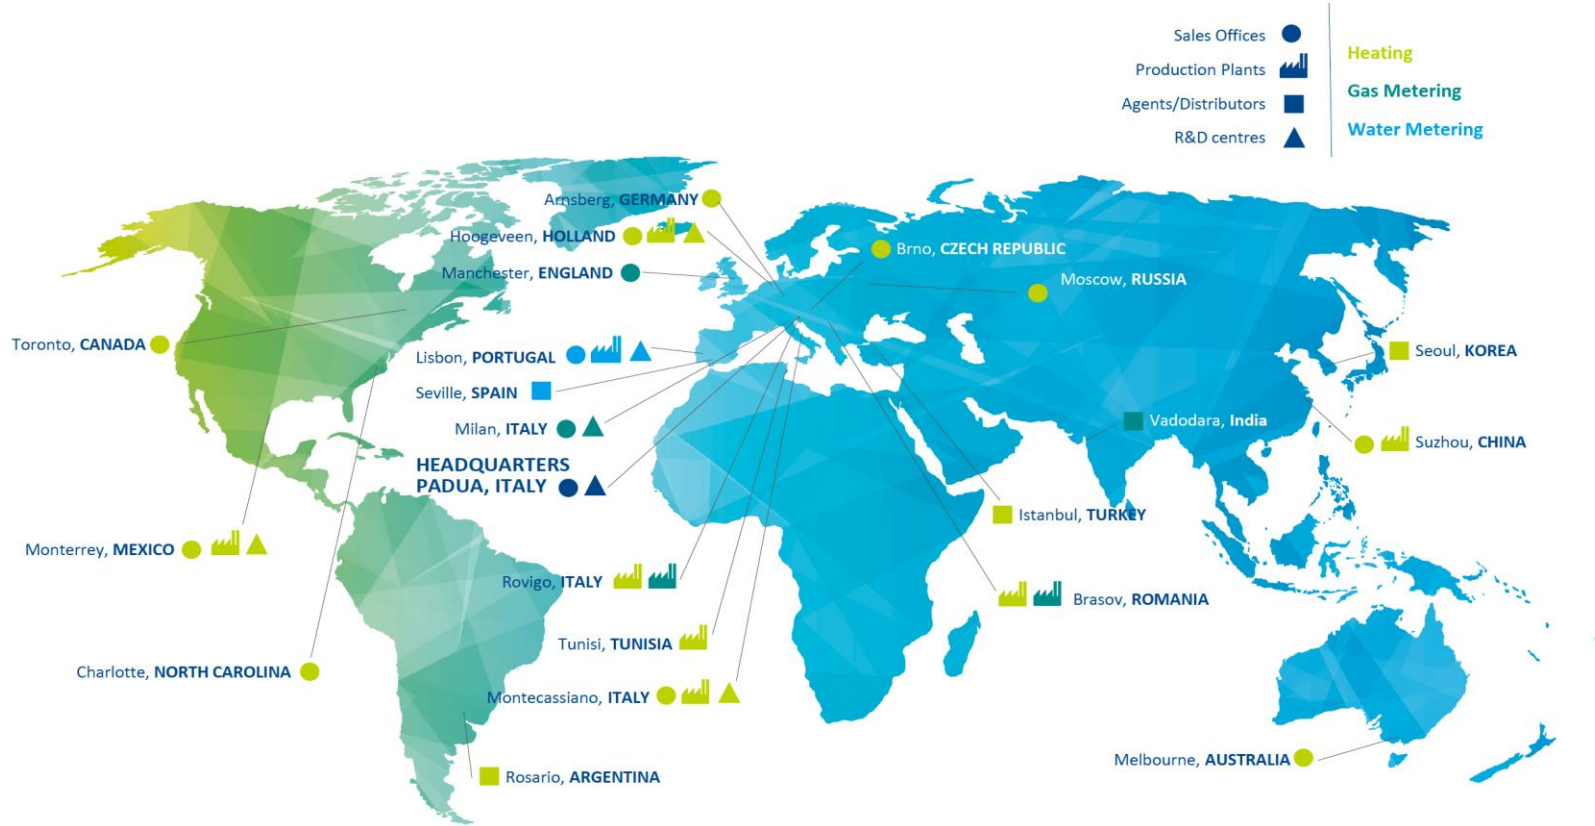 Sales Offices
Production Plants
Agents/Distributors
R&D centres
Heating
Gas Metering
Water Metering
Arnsberg, GERMANY
Hoogeveen, HOLLAND
Manchester, ENGLAND
Brno, CZECH REPUBLIC
Moscow, RUSSIA
Toronto, CANADA
Lisbon, PORTUGAL
Seville, SPAIN
Milan, ITALY
HEADQUARTERS
PADUA, ITALY
Seoul, KOREA
Vadodara, India
Suzhou, CHINA
Istanbul, TURKEY
Monterrey, MEXICO
Rovigo, ITALY
Brasov, ROMANIA
Tunisi, TUNISIA
Charlotte, NORTH CAROLINA
Montecassiano, ITALY
Rosario, ARGENTINA
Melbourne, AUSTRALIA